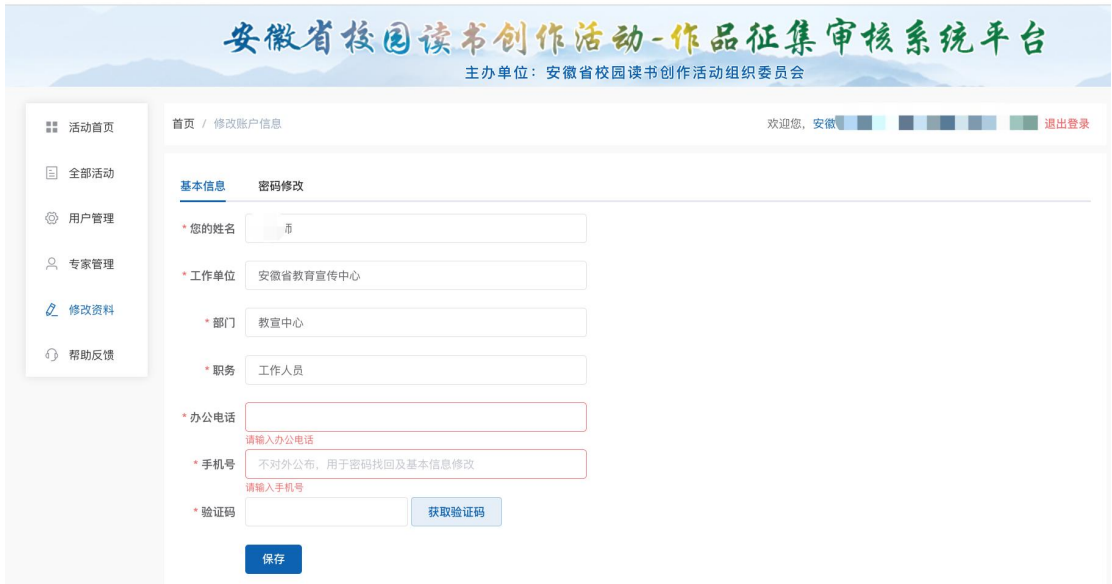 安徽省校园读书创作活动-作品征集审核系统平台
主办单位：安徽省校园读书创作活动组织委员会
活动首页
全部活动
用户管理
专家管理
修改资料
帮助反馈
首页 / 修改账户信息
欢迎您, 安徽
退出登录
基本信息 密码修改
* 您的姓名
* 工作单位 安徽省教育宣传中心
* 部门 教宣中心
* 职务 工作人员
* 办公电话
请输入办公电话
* 手机号 不对外公布、用于密码找回及基本信息修改
请输入手机号
* 验证码 获取验证码
保存